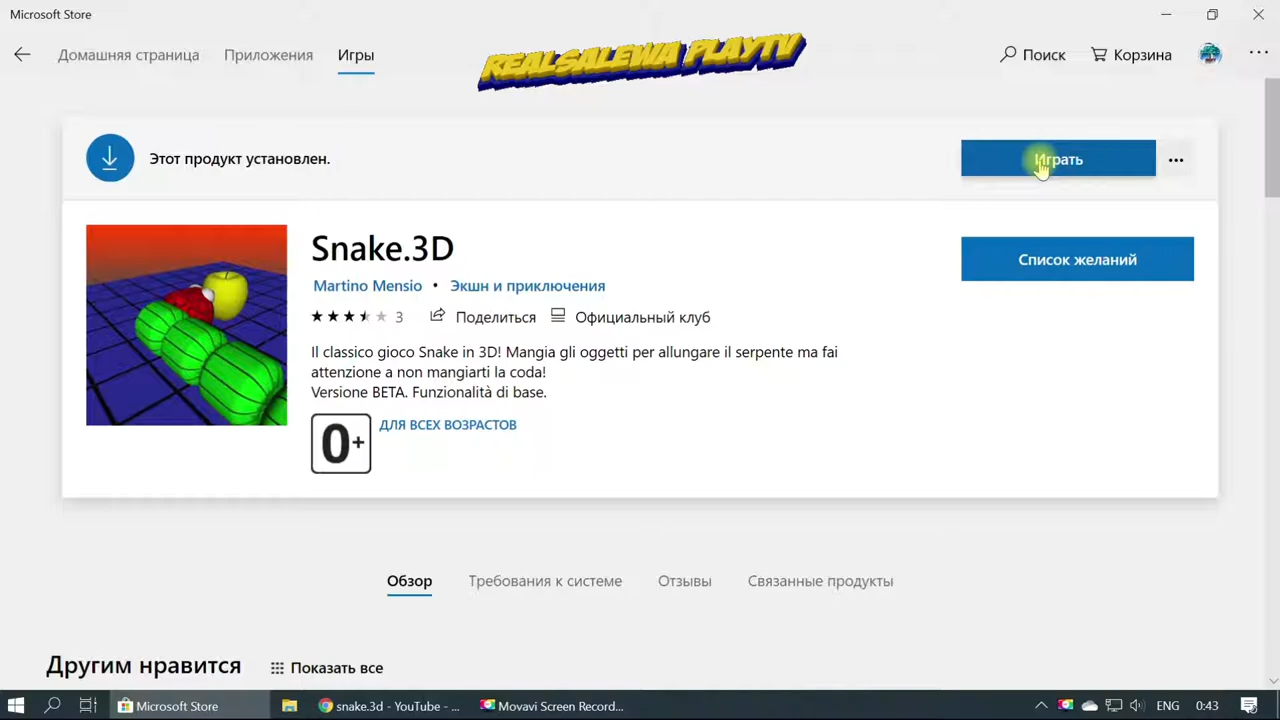 Microsoft Store
Домашняя страница
Приложения
Игры
REALSALEWA PLAYTV
Поиск
Корзина
Этот продукт установлен.
Играть
Snake.3D
Список желаний
Martino Mensio • Экшн и приключения
3
Поделиться
Официальный клуб
Il classico gioco Snake in 3D! Mangia gli oggetti per allungare il serpente ma fai
attenzione a non mangiarti la coda!
Versione BETA. Funzionalità di base.
0+
ДЛЯ ВСЕХ ВОЗРАСТОВ
Обзор
Требования к системе
Отзывы
Связанные продукты
Другим нравится
Показать все
Microsoft Store
snake.3d - YouTube - ...
Movavi Screen Record...
ENG
0:43